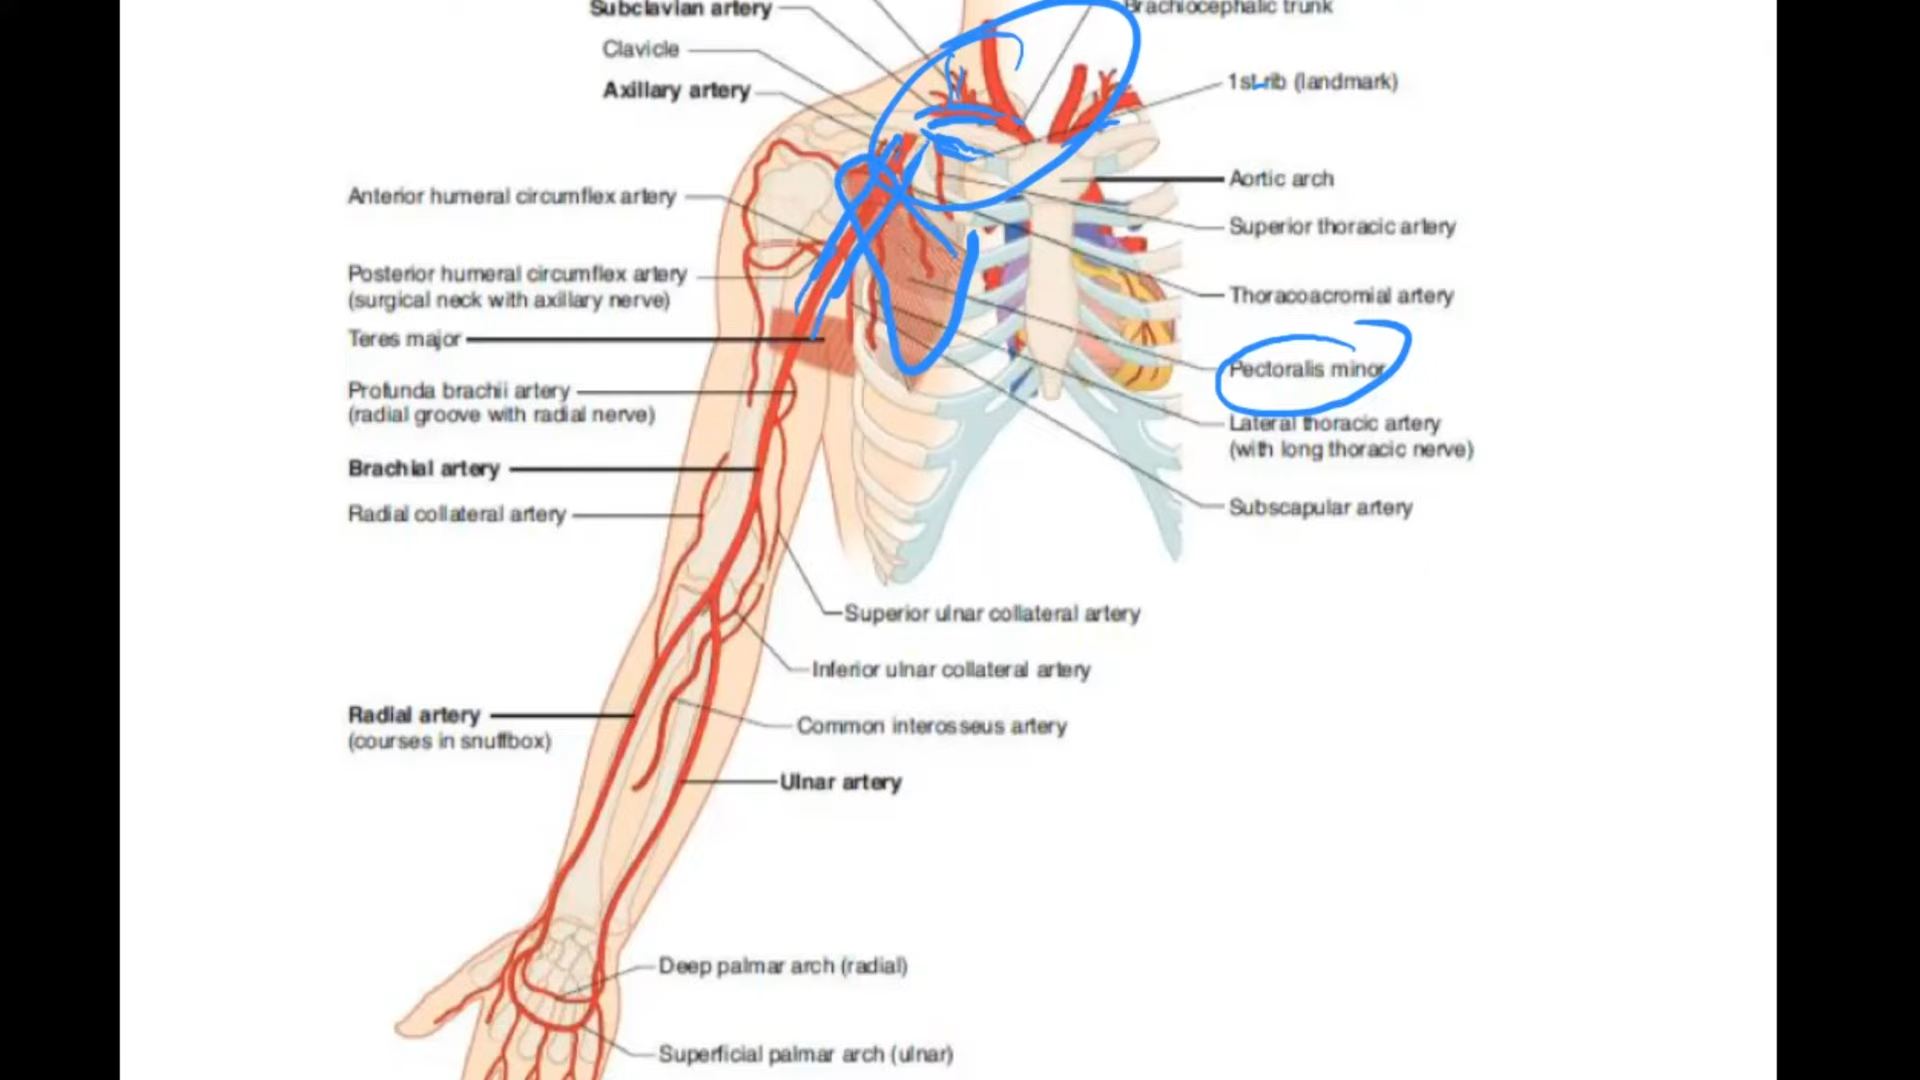 Subclavian artery
Clavicle
Axillary artery
Anterior humeral circumflex artery
Posterior humeral circumflex artery
(surgical neck with axillary nerve)
Teres major
Profunda brachii artery
(radial groove with radial nerve)
Brachial artery
Radial collateral artery
Radial artery
(courses in snuffbox)
Brachiocephalic trunk
1st rib (landmark)
Aortic arch
Superior thoracic artery
Thoracoacromial artery
Pectoralis minor
Lateral thoracic artery
(with long thoracic nerve)
Subscapular artery
Superior ulnar collateral artery
Inferior ulnar collateral artery
Common interosseus artery
Ulnar artery
Deep palmar arch (radial)
Superficial palmar arch (ulnar)